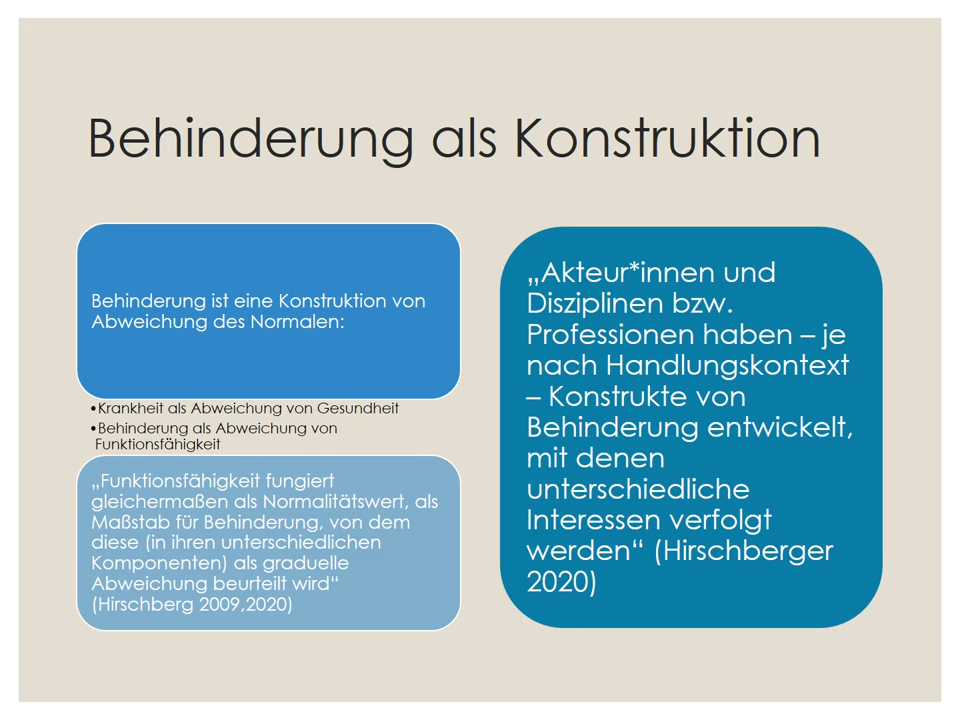 Behinderung als Konstruktion
Behinderung ist eine Konstruktion von
Abweichung des Normalen:
•Krankheit als Abweichung von Gesundheit
•Behinderung als Abweichung von
Funktionsfähigkeit
„Funktionsfähigkeit fungiert
gleichermaßen als Normalitätswert, als
Maßstab für Behinderung, von dem
diese (in ihren unterschiedlichen
Komponenten) als graduelle
Abweichung beurteilt wird“
(Hirschberg 2009,2020)
„Akteur*innen und
Disziplinen bzw.
Professionen haben – je
nach Handlungskontext
– Konstrukte von
Behinderung entwickelt,
mit denen
unterschiedliche
Interessen verfolgt
werden“ (Hirschberger
2020)